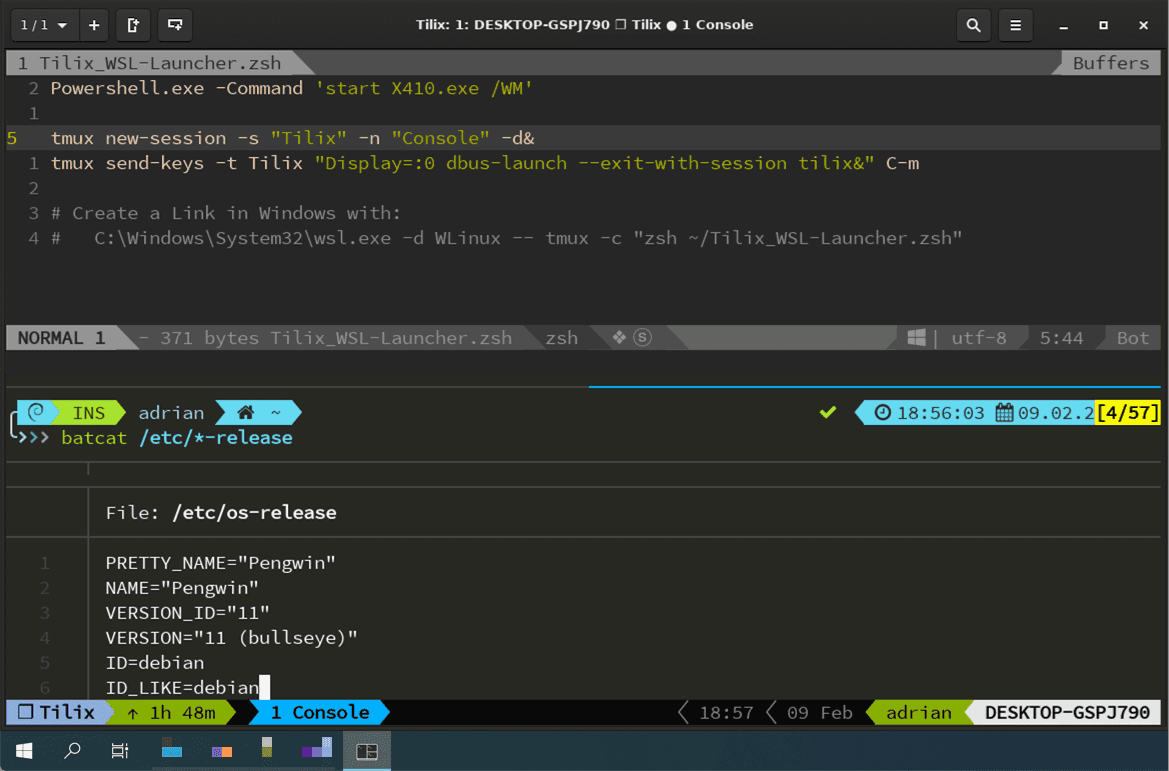 1 / 1
Tilix: 1: DESKTOP-GSPJ790 ❐ Tilix ● 1 Console
1 Tilix_WSL-Launcher.zsh Buffers
2 Powershell.exe -Command 'start X410.exe /WM'
1
5 tmux new-session -s "Tilix" -n "Console" -d&
1 tmux send-keys -t Tilix "Display=:0 dbus-launch --exit-with-session tilix&" C-m
2
3 # Create a Link in Windows with:
4 #   C:\Windows\System32\wsl.exe -d WLinux -- tmux -c "zsh ~/Tilix_WSL-Launcher.zsh"
NORMAL 1 - 371 bytes Tilix_WSL-Launcher.zsh zsh ❖ Ⓢ | utf-8 5:44 Bot
INS adrian ~ ✔ 18:56:03 09.02.2[4/57]
❯❯❯ batcat /etc/*-release
File: /etc/os-release
1 PRETTY_NAME="Pengwin"
2 NAME="Pengwin"
3 VERSION_ID="11"
4 VERSION="11 (bullseye)"
5 ID=debian
6 ID_LIKE=debian
❐ Tilix ↑ 1h 48m 1 Console 18:57 09 Feb adrian DESKTOP-GSPJ790